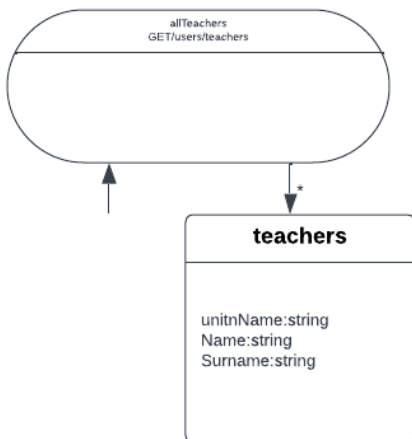 allTeachers
GET/users/teachers
*
teachers
unitnName:string
Name:string
Surname:string